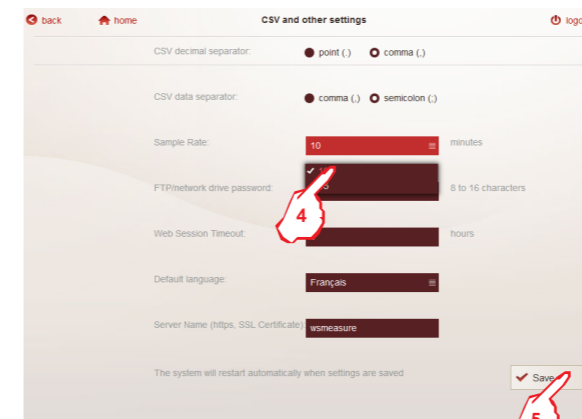 back home CSV and other settings
CSV decimal separator: point (.) comma (,)
CSV data separator: comma (,) semicolon (;)
Sample Rate: 10 minutes
FTP/network drive password: 8 to 16 characters
4
Web Session Timeout: hours
Default language: Français
Server Name (https, SSL Certificate): wsmeasure
The system will restart automatically when settings are saved
Save
5